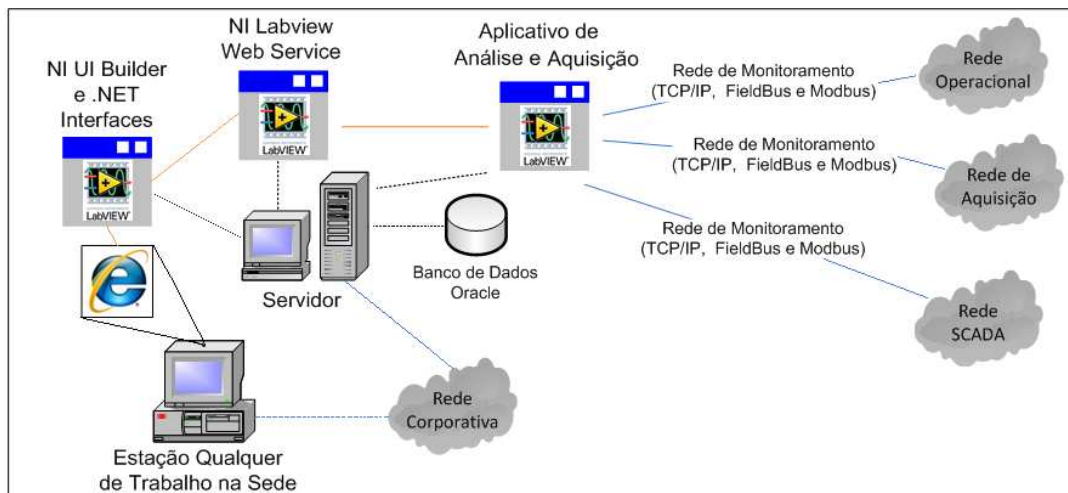 NI UI Builder
e .NET
Interfaces
LabVIEW
NI Labview
Web Service
LabVIEW
Aplicativo de
Análise e Aquisição
LabVIEW
Rede de Monitoramento
(TCP/IP, FieldBus e Modbus)
Rede
Operacional
Rede de Monitoramento
(TCP/IP, FieldBus e Modbus)
Rede de
Aquisição
Rede de Monitoramento
(TCP/IP, FieldBus e Modbus)
Rede
SCADA
Servidor
Banco de Dados
Oracle
Rede
Corporativa
Estação Qualquer
de Trabalho na Sede